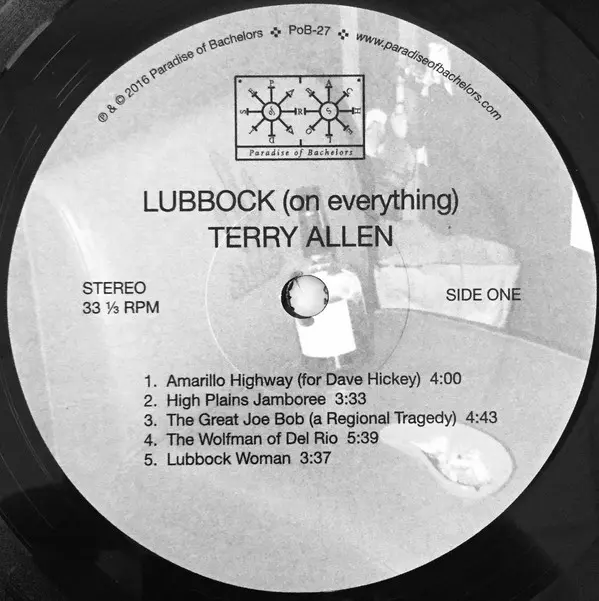 ℗ & © 2016 Paradise of Bachelors ✣ PoB-27 ✣ www.paradiseofbachelors.com
Paradise of Bachelors
LUBBOCK (on everything)
TERRY ALLEN
STEREO
33 ⅓ RPM
SIDE ONE
1. Amarillo Highway (for Dave Hickey) 4:00
2. High Plains Jamboree 3:33
3. The Great Joe Bob (a Regional Tragedy) 4:43
4. The Wolfman of Del Rio 5:39
5. Lubbock Woman 3:37